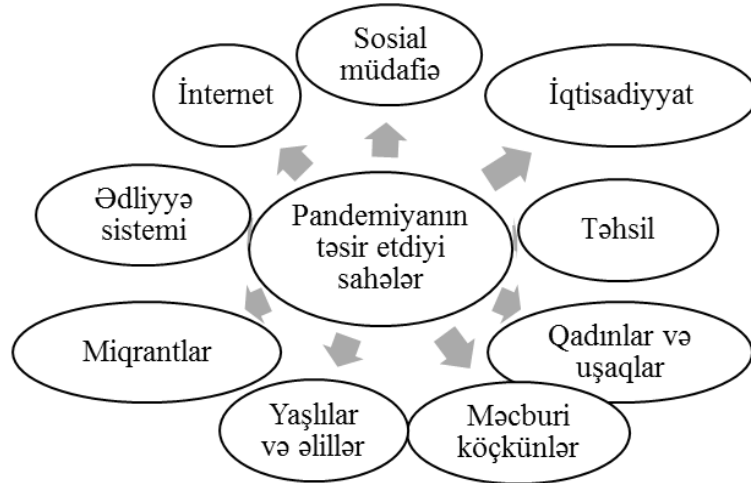 Sosial
müdafiə
İnternet
İqtisadiyyat
Ədliyyə
sistemi
Pandemiyanın
təsir etdiyi
sahələr
Təhsil
Miqrantlar
Qadınlar və
uşaqlar
Yaşlılar
və əlillər
Məcburi
köçkünlər